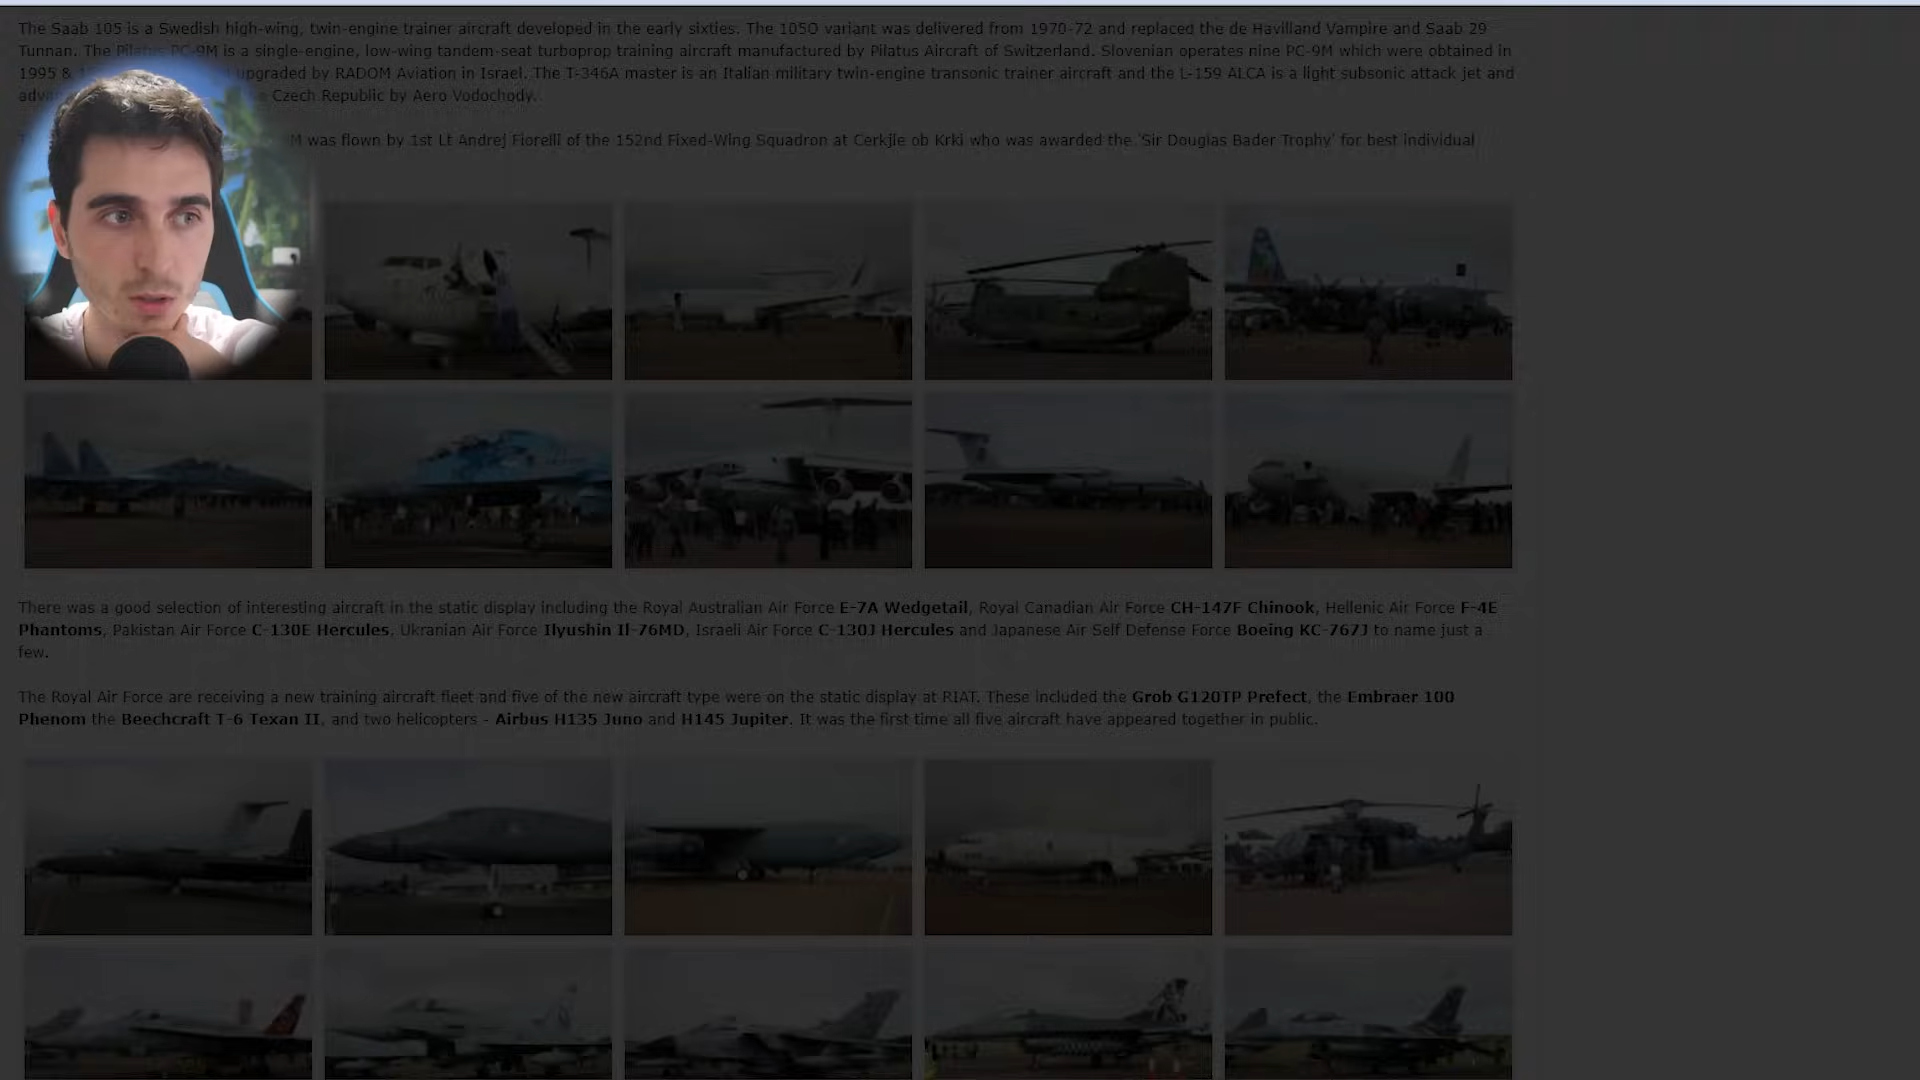 The Saab 105 is a Swedish high-wing, twin-engine trainer aircraft developed in the early sixties. The 105O variant was delivered from 1970-72 and replaced the de Havilland Vampire and Saab 29
Tunnan. The Pilatus PC-9M is a single-engine, low-wing tandem-seat turboprop training aircraft manufactured by Pilatus Aircraft of Switzerland. Slovenian operates nine PC-9M which were obtained in
1995 & upgraded by RADOM Aviation in Israel. The T-346A master is an Italian military twin-engine transonic trainer aircraft and the L-159 ALCA is a light subsonic attack jet and
Czech Republic by Aero Vodochody.
was flown by 1st Lt Andrej Fiorelli of the 152nd Fixed-Wing Squadron at Cerkjle ob Krki who was awarded the 'Sir Douglas Bader Trophy' for best individual
There was a good selection of interesting aircraft in the static display including the Royal Australian Air Force E-7A Wedgetail, Royal Canadian Air Force CH-147F Chinook, Hellenic Air Force F-4E
Phantoms, Pakistan Air Force C-130E Hercules, Ukranian Air Force Ilyushin Il-76MD, Israeli Air Force C-130J Hercules and Japanese Air Self Defense Force Boeing KC-767J to name just a
few.
The Royal Air Force are receiving a new training aircraft fleet and five of the new aircraft type were on the static display at RIAT. These included the Grob G120TP Prefect, the Embraer 100
Phenom the Beechcraft T-6 Texan II, and two helicopters - Airbus H135 Juno and H145 Jupiter. It was the first time all five aircraft have appeared together in public.